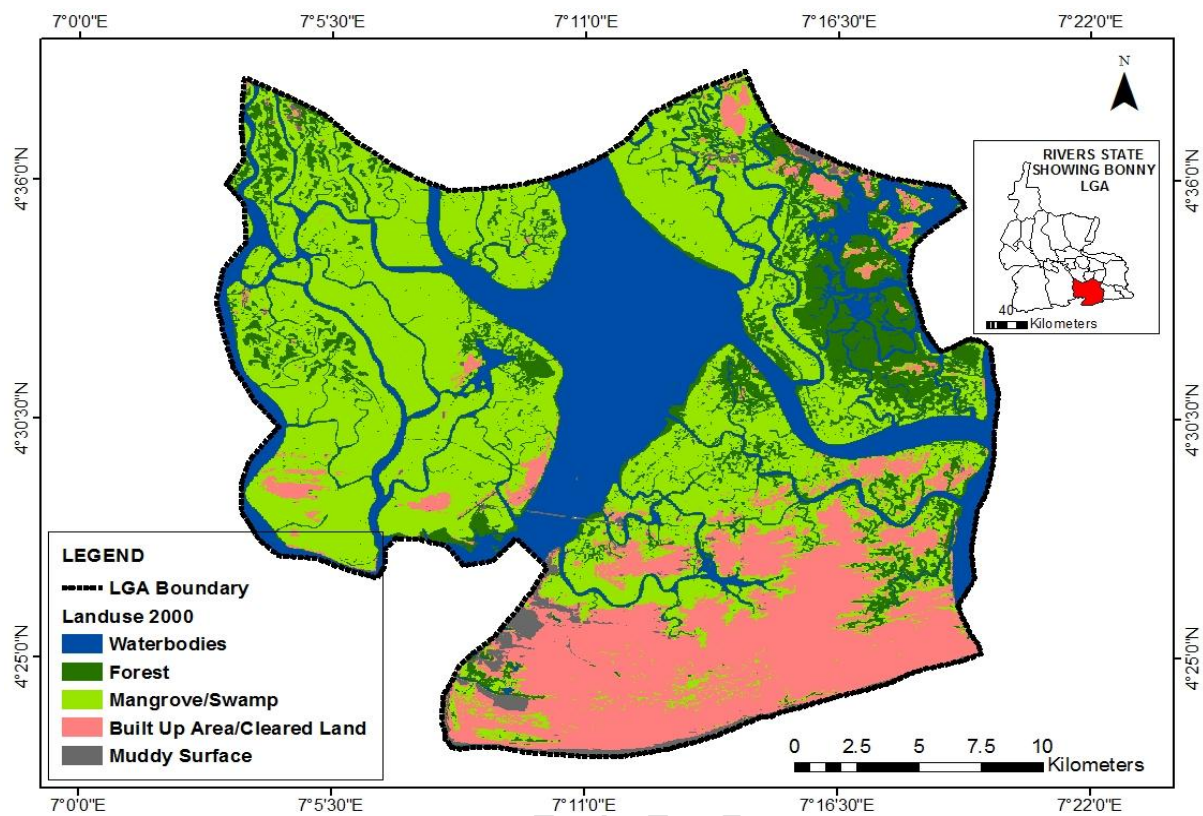 7°0'0"E 7°5'30"E 7°11'0"E 7°16'30"E 7°22'0"E
N
4°36'0"N 4°36'0"N
RIVERS STATE
SHOWING BONNY
LGA
40
Kilometers
4°30'30"N 4°30'30"N
LEGEND
LGA Boundary
Landuse 2000
Waterbodies
Forest
Mangrove/Swamp
Built Up Area/Cleared Land
Muddy Surface
4°25'0"N 4°25'0"N
0 2.5 5 7.5 10
Kilometers
7°0'0"E 7°5'30"E 7°11'0"E 7°16'30"E 7°22'0"E